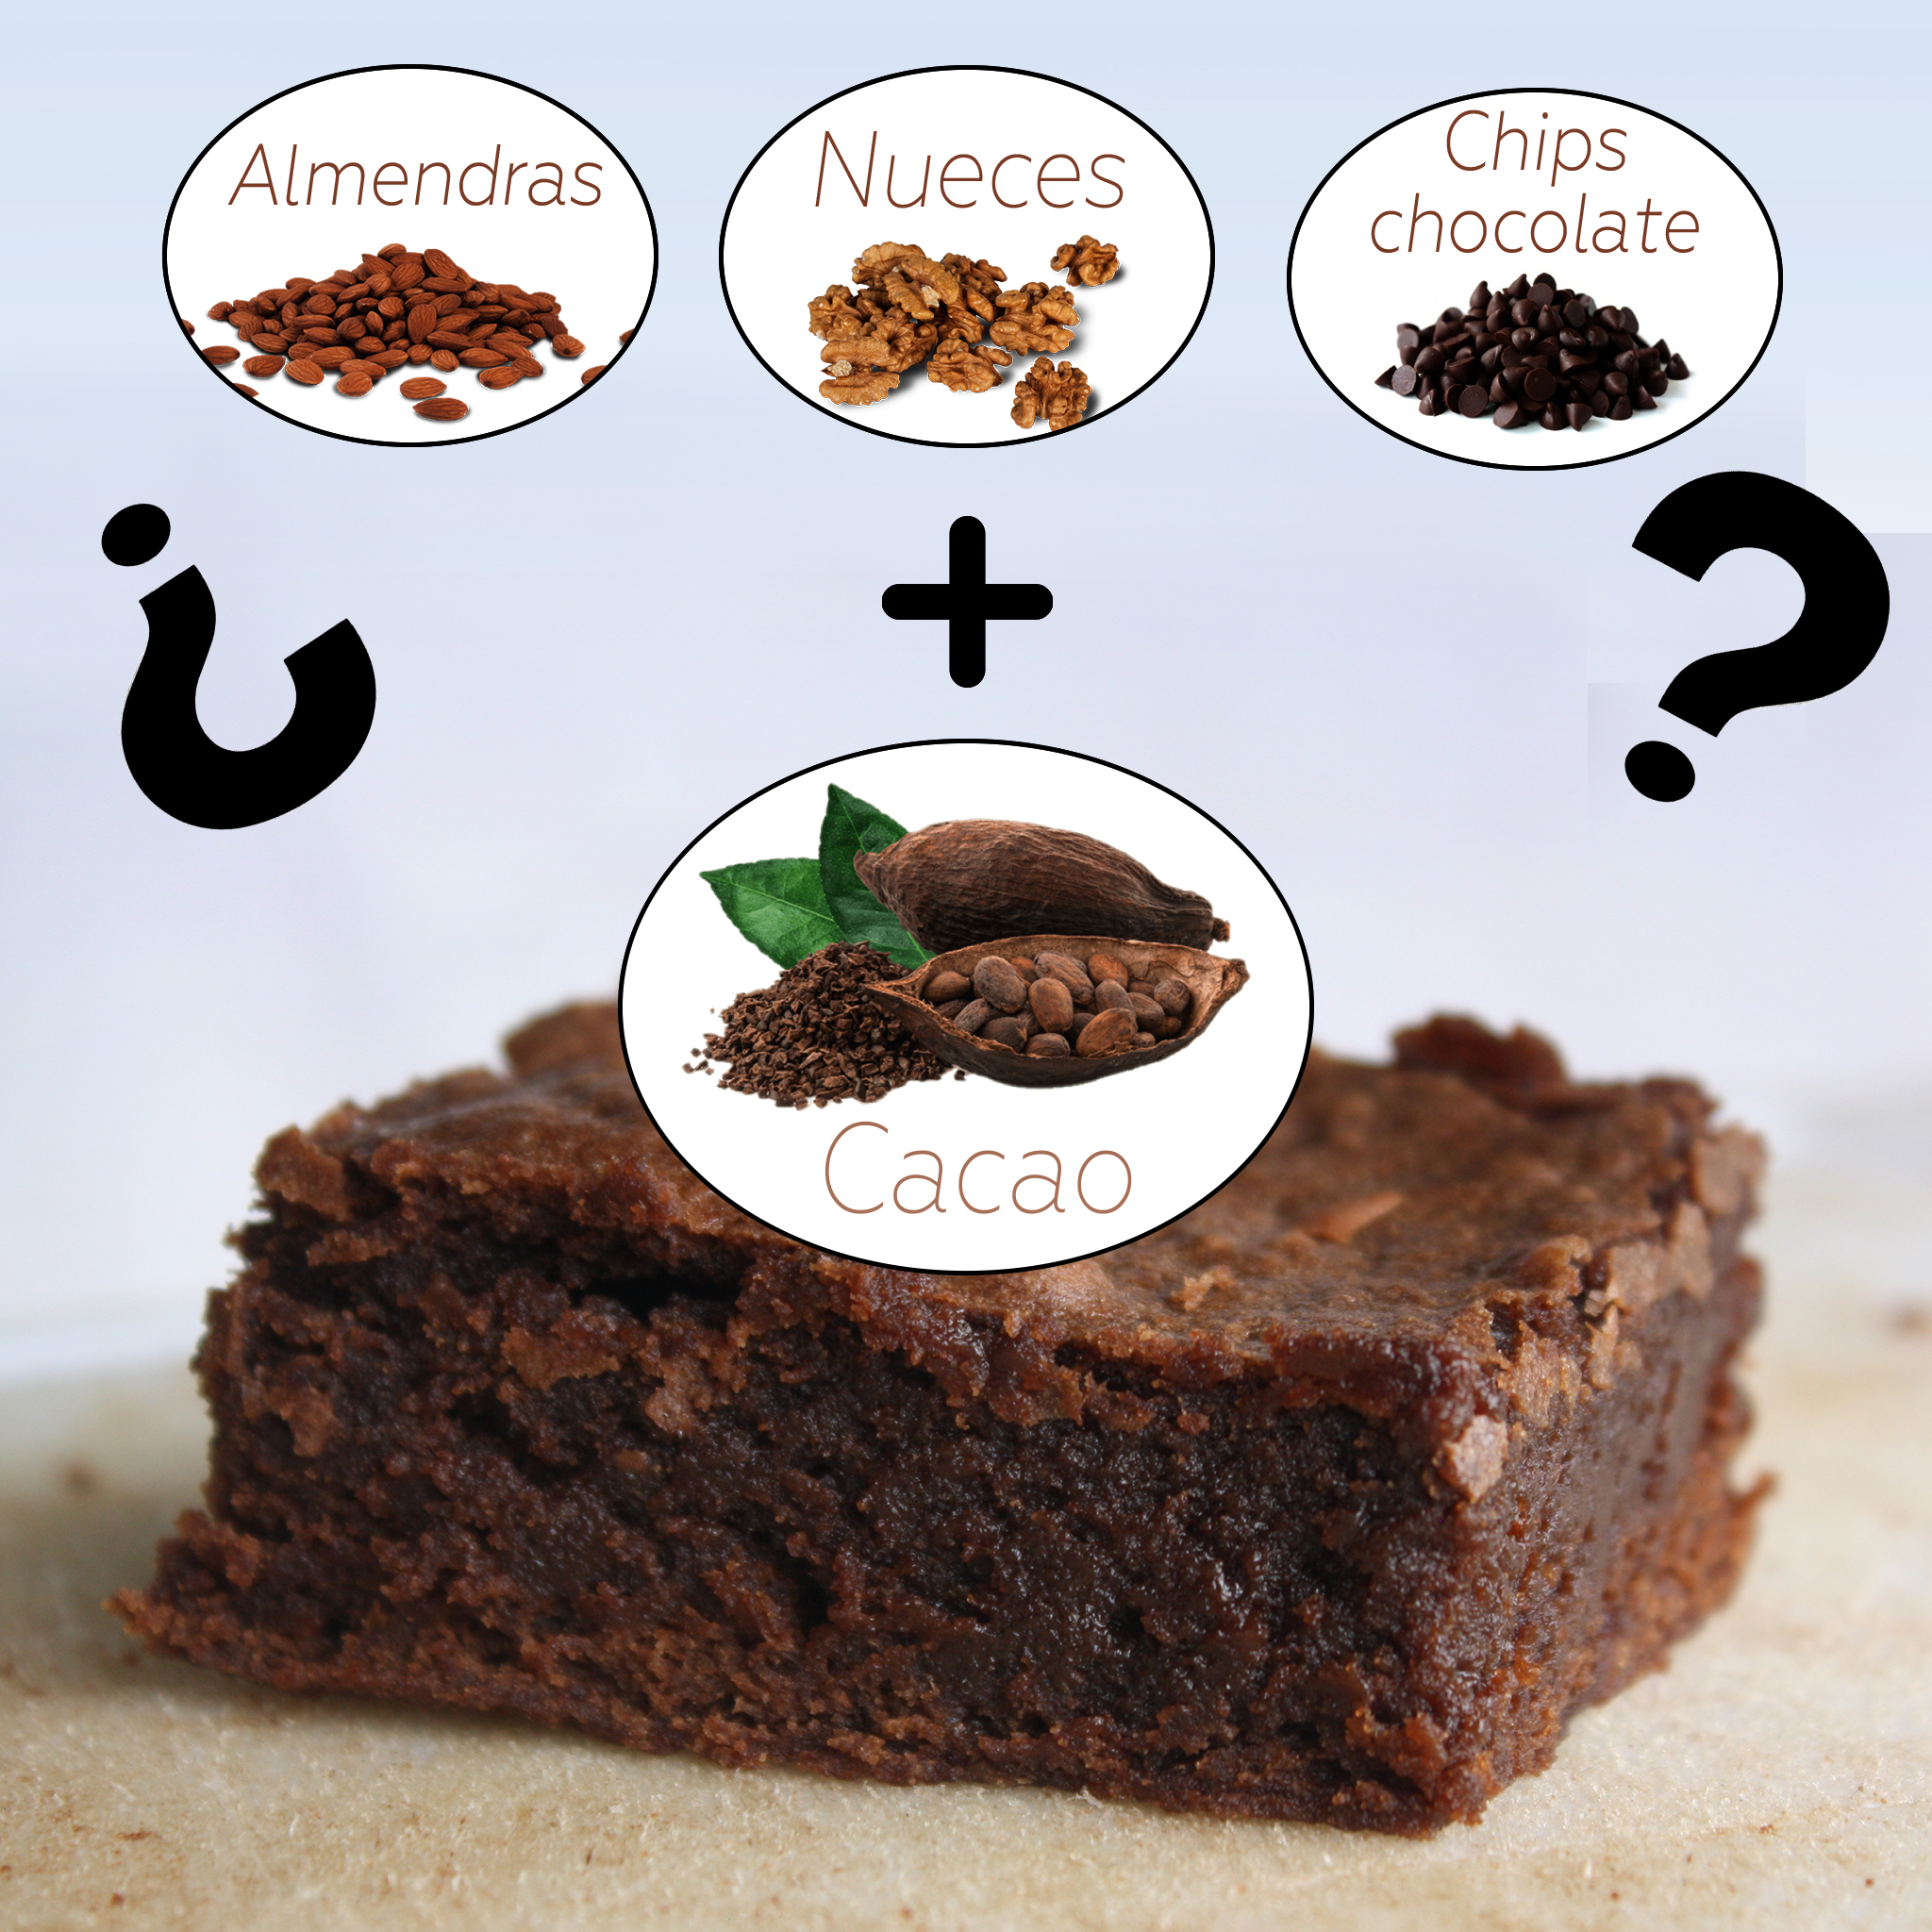 Almendras
Nueces
Chips
chocolate
¿
+
?
Cacao